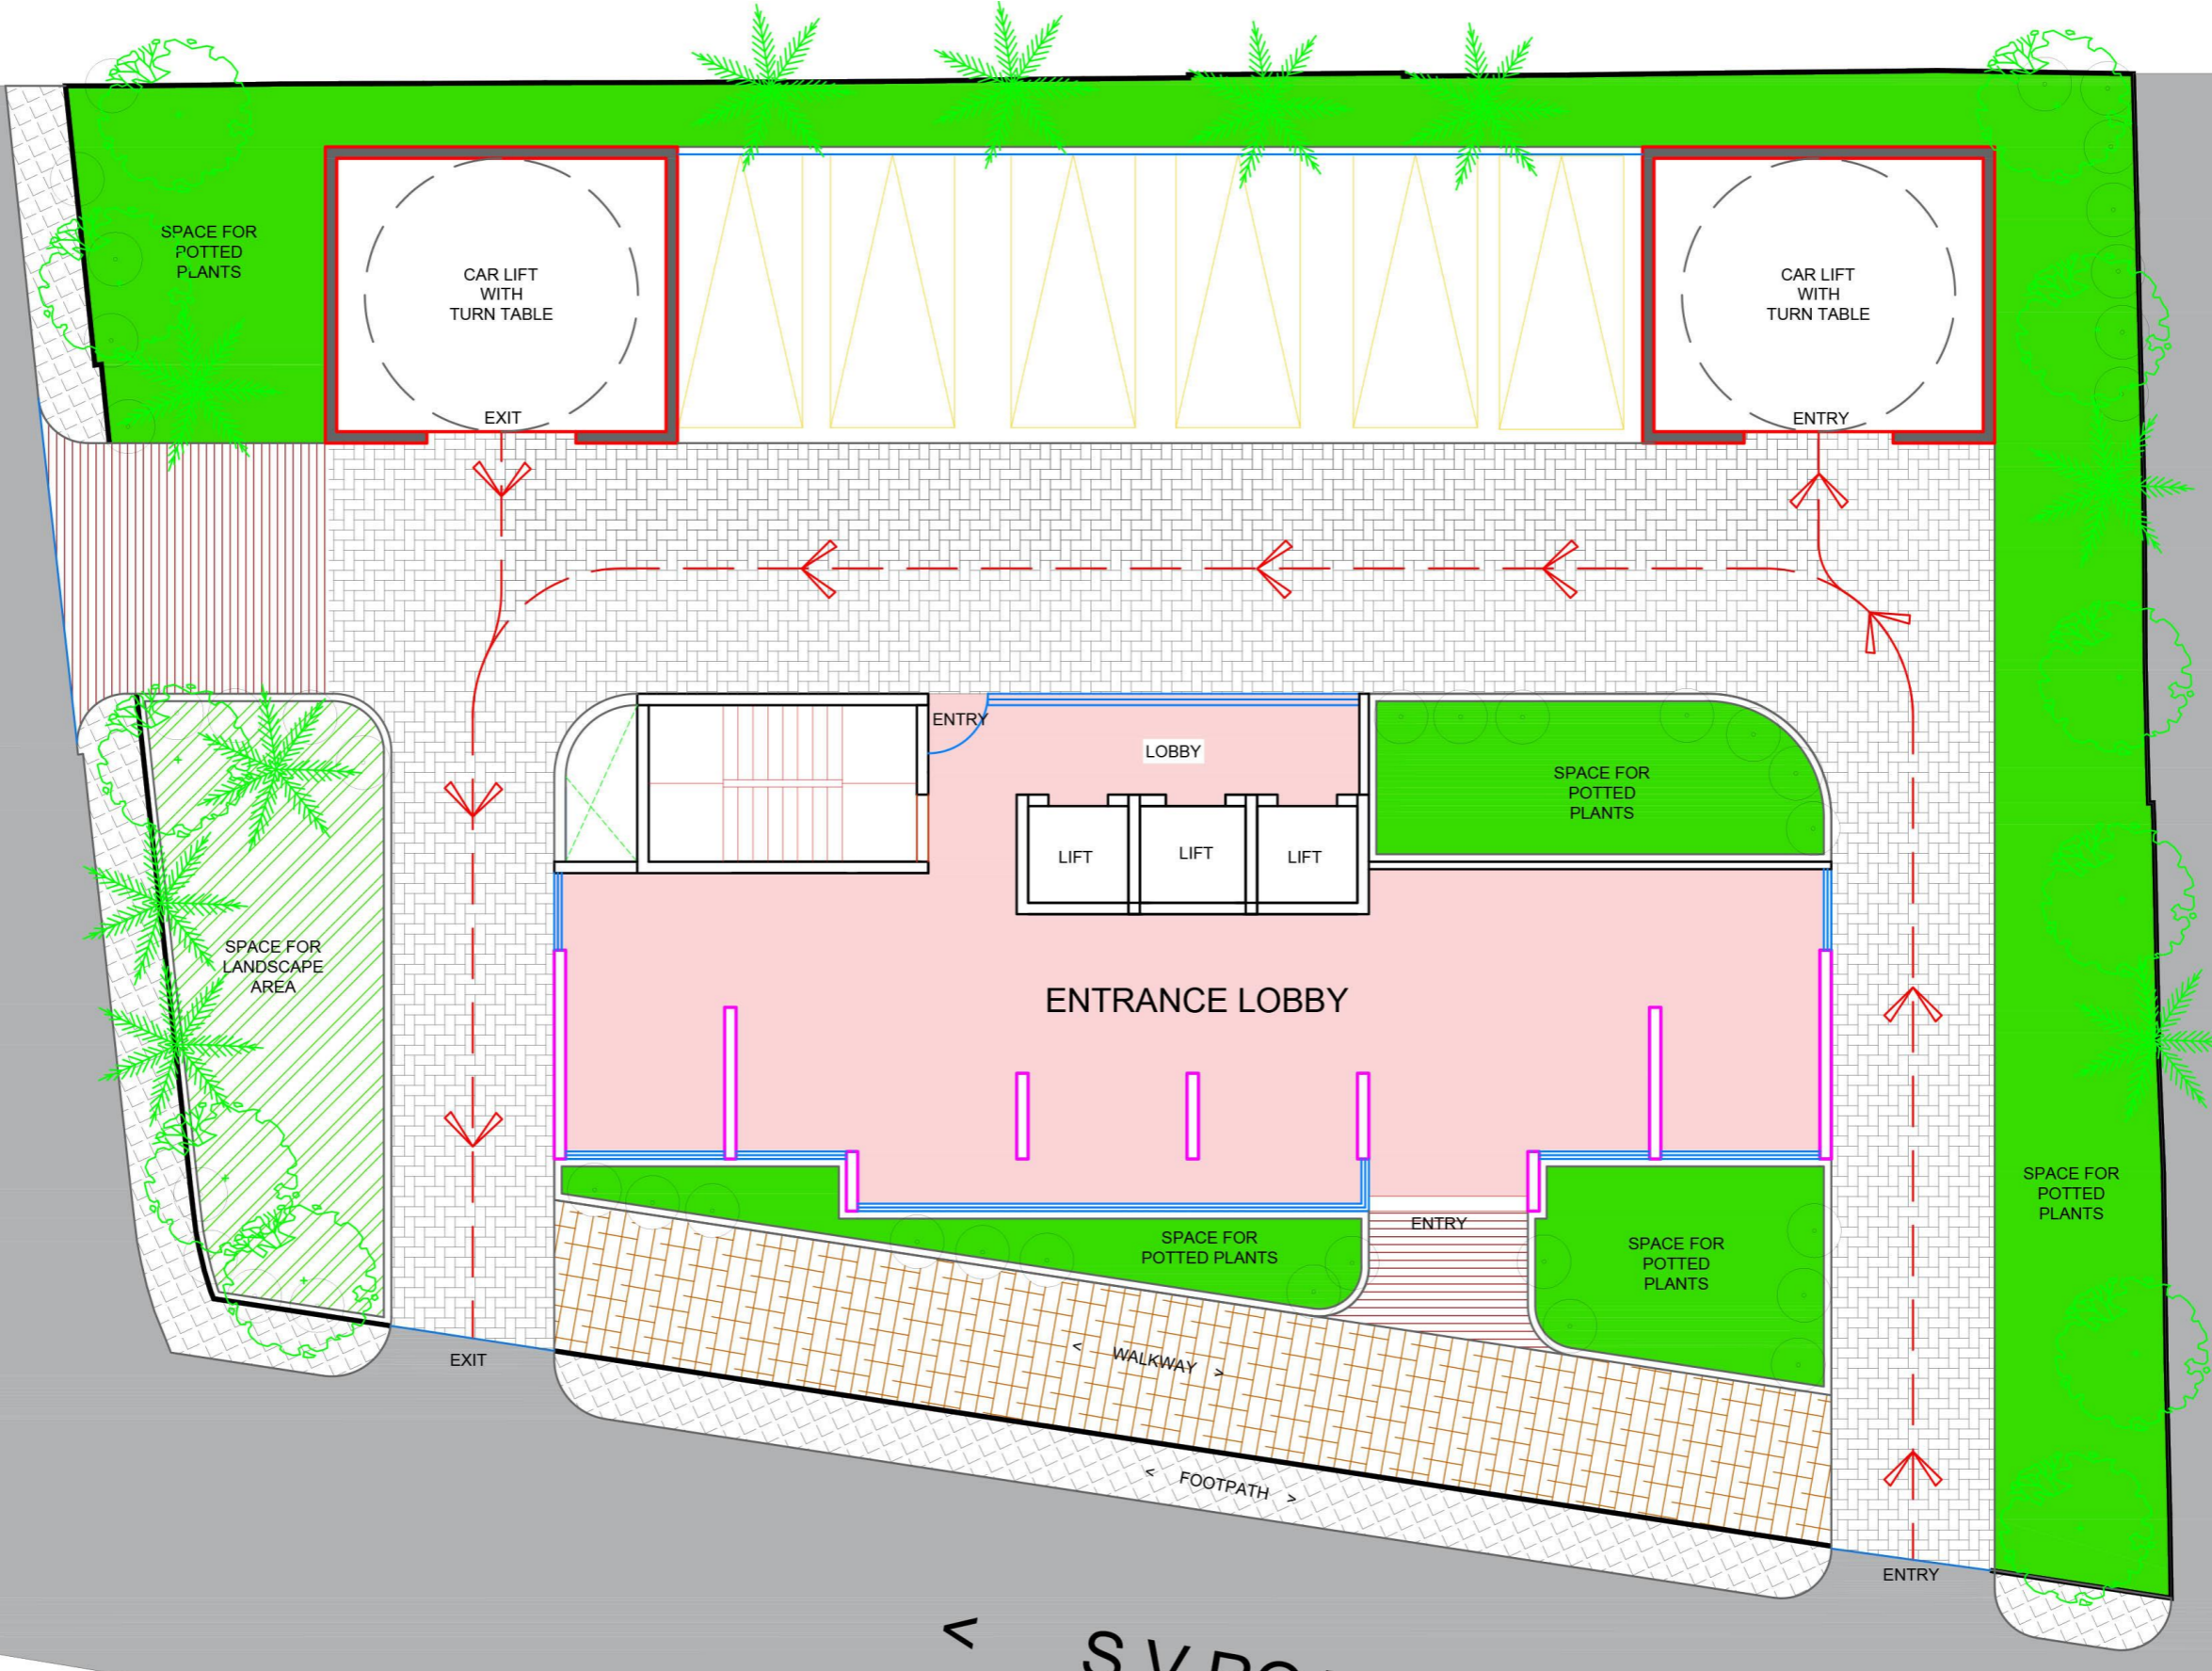 SPACE FOR
POTTED
PLANTS
CAR LIFT
WITH
TURN TABLE
EXIT
CAR LIFT
WITH
TURN TABLE
ENTRY
ENTRY
LOBBY
SPACE FOR
POTTED
PLANTS
LIFT
LIFT
LIFT
SPACE FOR
LANDSCAPE
AREA
ENTRANCE LOBBY
SPACE FOR
POTTED
PLANTS
ENTRY
SPACE FOR
POTTED PLANTS
SPACE FOR
POTTED
PLANTS
EXIT
< WALKWAY >
< FOOTPATH >
ENTRY
< S.V.